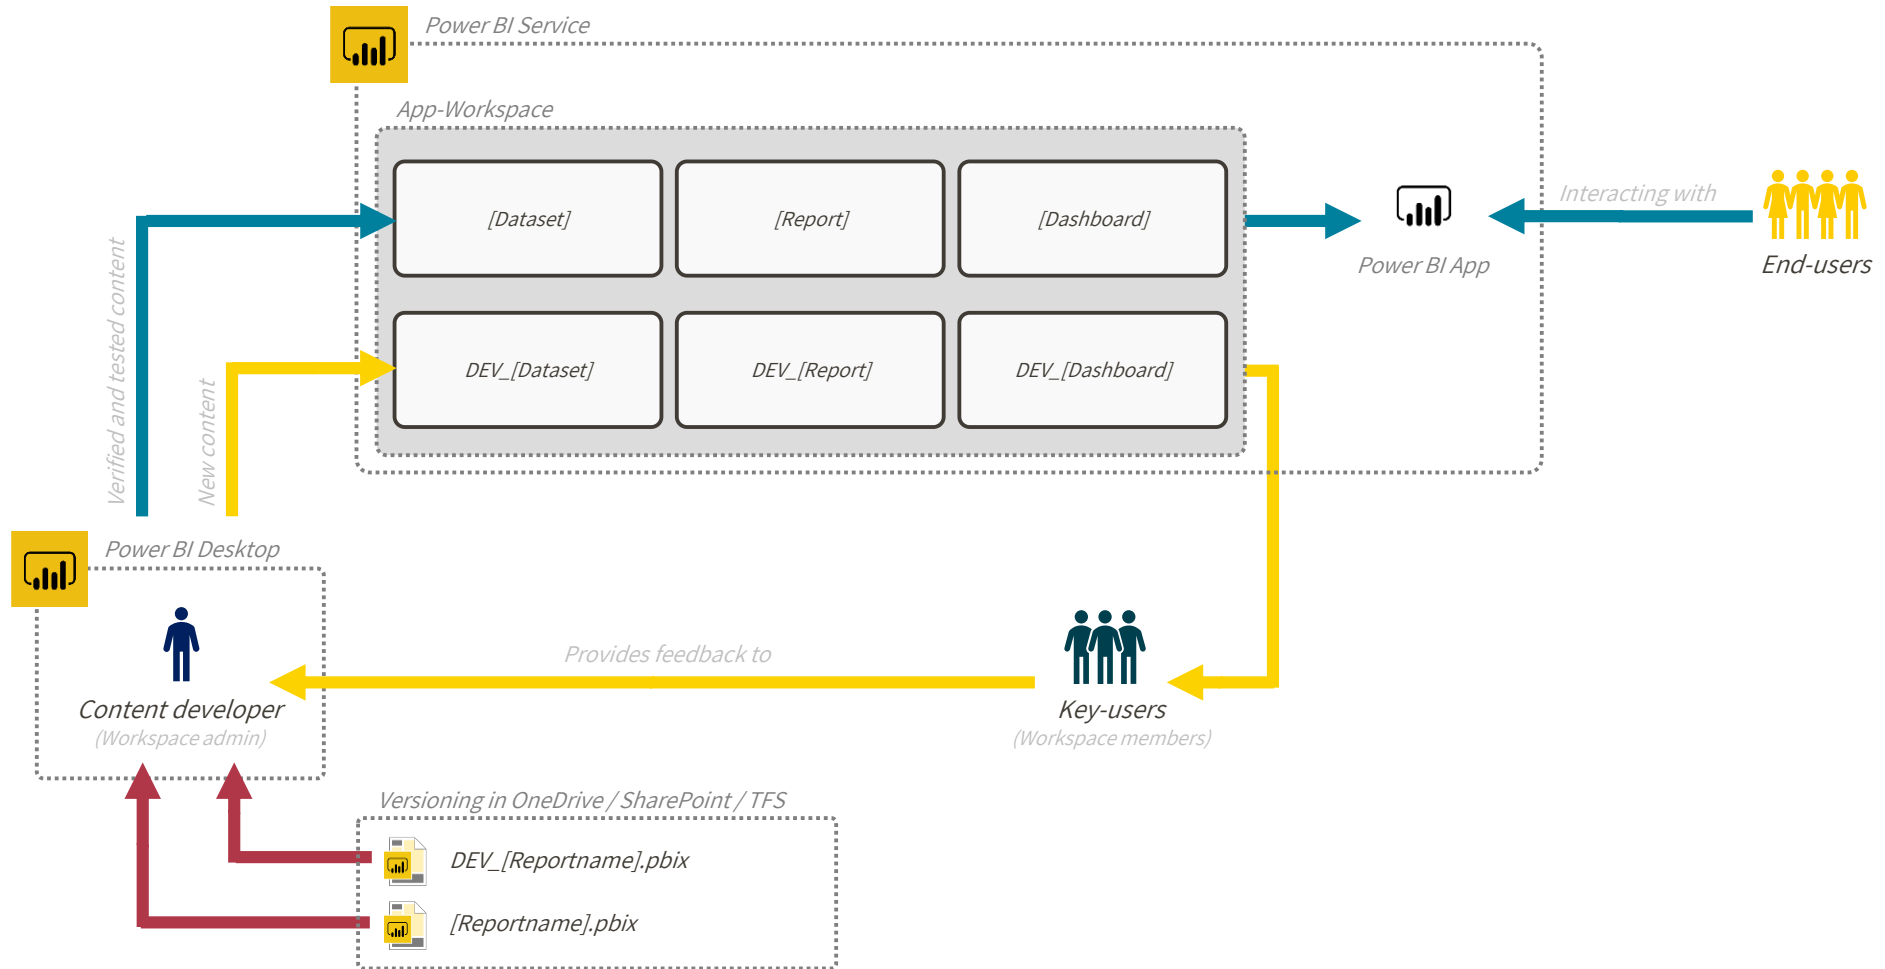 Power BI Service
App-Workspace
[Dataset]
[Report]
[Dashboard]
Interacting with
Power BI App
End-users
Verified and tested content
New content
DEV_[Dataset]
DEV_[Report]
DEV_[Dashboard]
Power BI Desktop
Provides feedback to
Content developer
(Workspace admin)
Key-users
(Workspace members)
Versioning in OneDrive / SharePoint / TFS
DEV_[Reportname].pbix
[Reportname].pbix